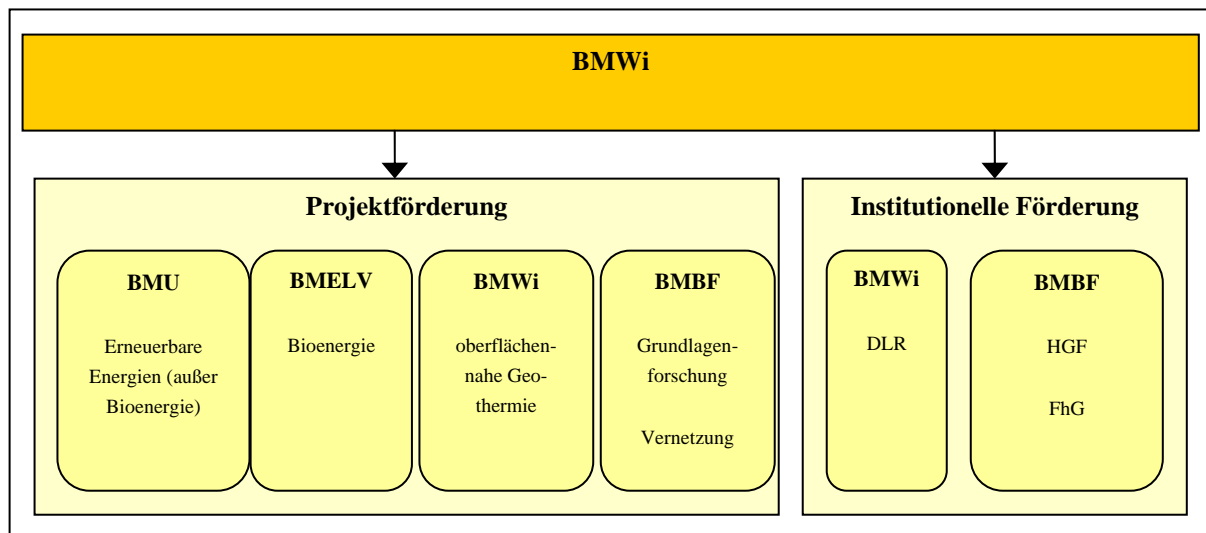 BMWi
Projektförderung
BMU
Erneuerbare
Energien (außer
Bioenergie)
BMELV
Bioenergie
BMWi
oberflächen-
nahe Geo-
thermie
BMBF
Grundlagen-
forschung
Vernetzung
Institutionelle Förderung
BMWi
DLR
BMBF
HGF
FhG